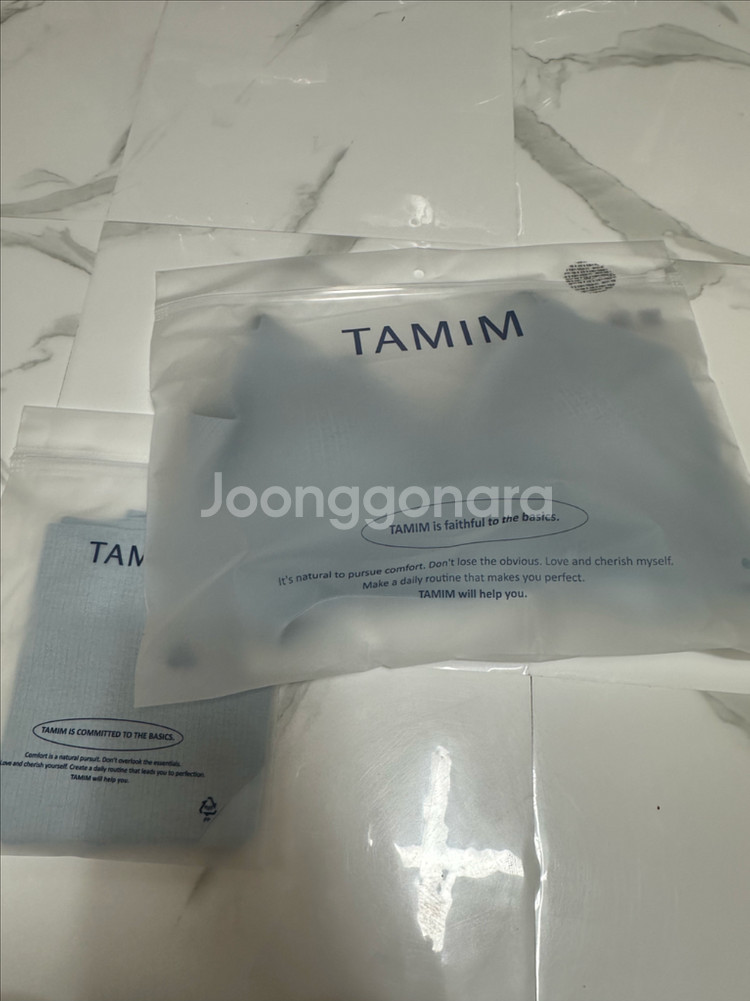 TAMIM
Joonggonara
TAMIM is faithful to the basics.
It's natural to pursue comfort. Don't lose the obvious. Love and cherish myself.
Make a daily routine that makes you perfect.
TAMIM will help you.
TAM
TAMIM IS COMMITTED TO THE BASICS.
Comfort is a natural pursuit. Don't overlook the essentials.
Love and cherish yourself. Create a daily routine that leads you to perfection.
TAMIM will help you.